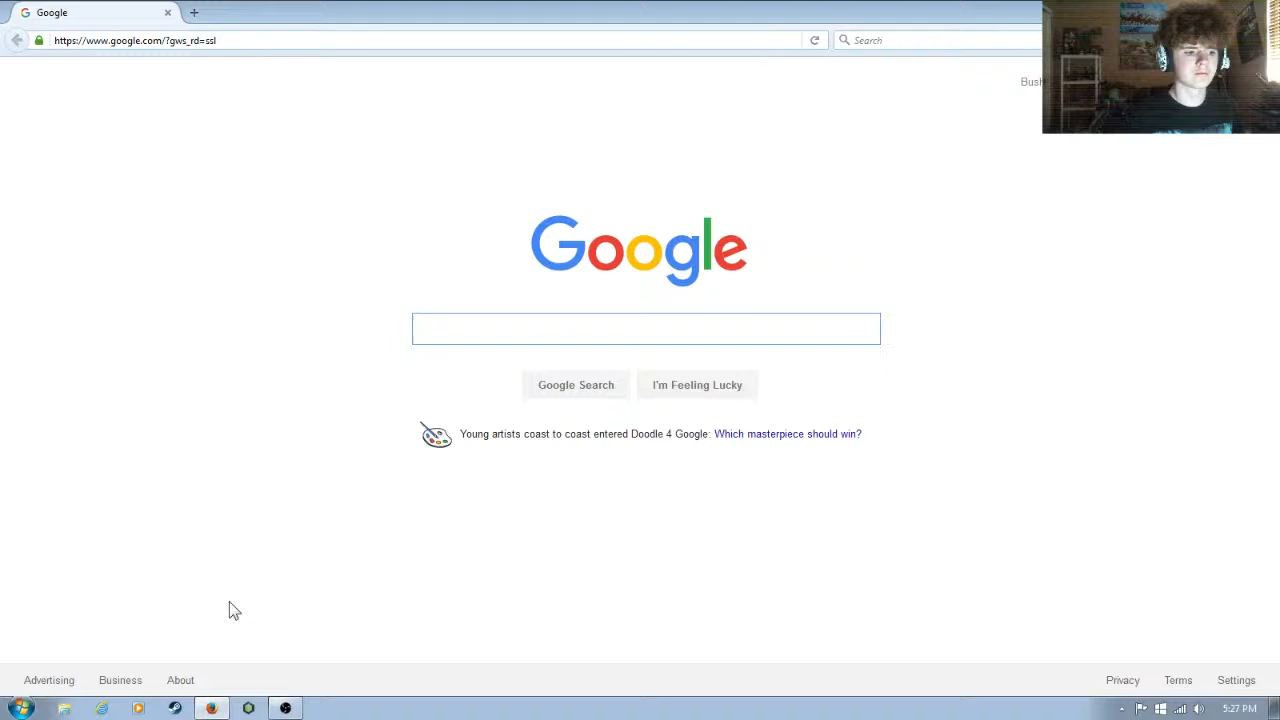 Google
https://www.google.com/?gws_rd=ssl
Search
Google
Google Search
I'm Feeling Lucky
Young artists coast to coast entered Doodle 4 Google: Which masterpiece should win?
Advertising
Business
About
Privacy
Terms
Settings
5:27 PM